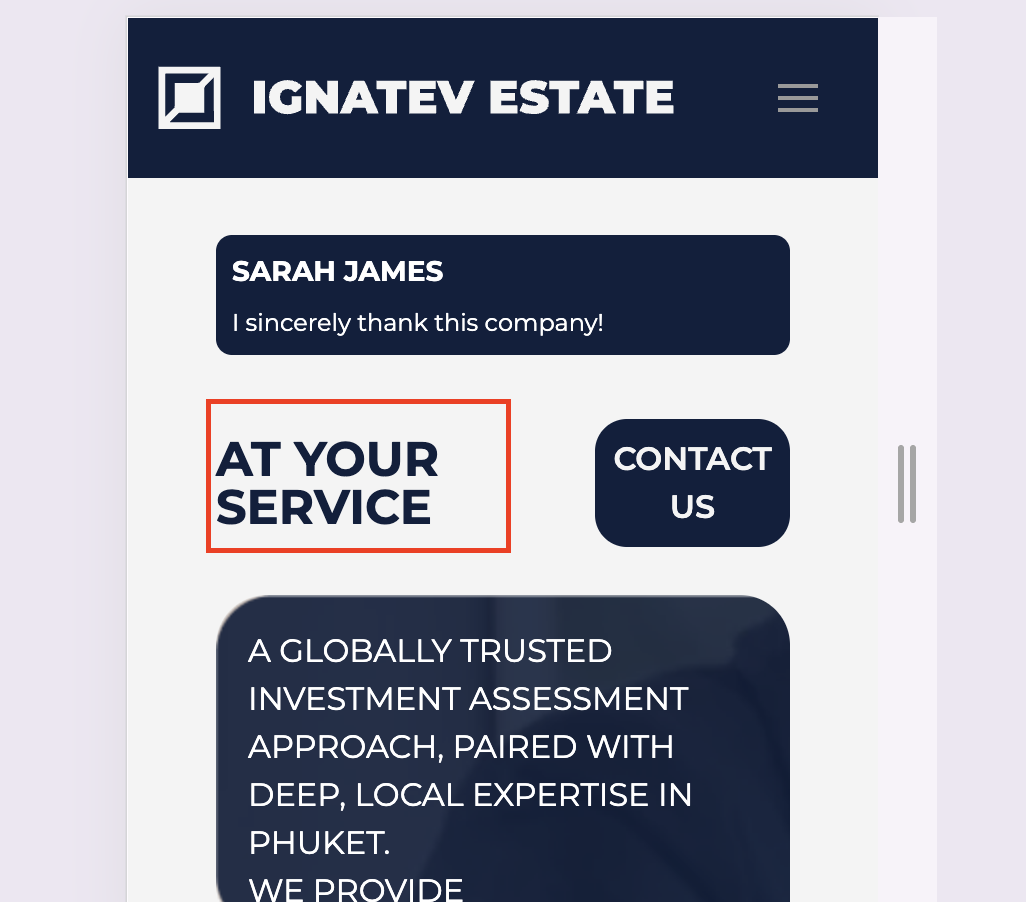 IGNATEV ESTATE
SARAH JAMES
I sincerely thank this company!
AT YOUR
SERVICE
CONTACT
US
A GLOBALLY TRUSTED
INVESTMENT ASSESSMENT
APPROACH, PAIRED WITH
DEEP, LOCAL EXPERTISE IN
PHUKET.
WE PROVIDE